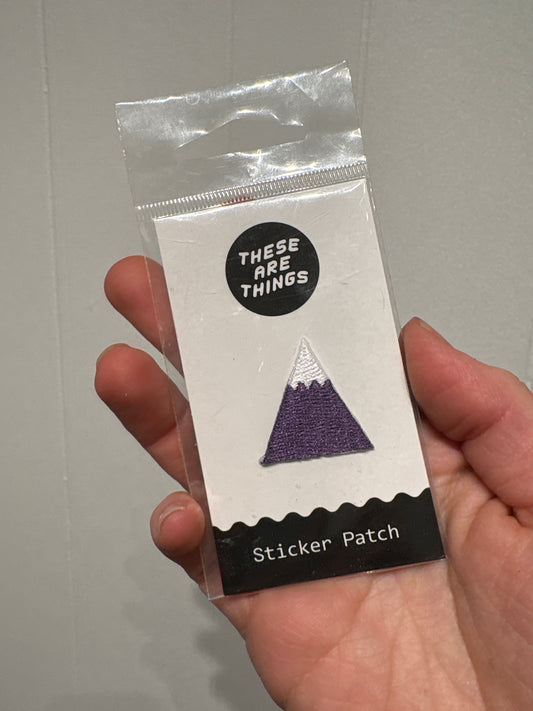 THESE
ARE
THINGS
Sticker Patch